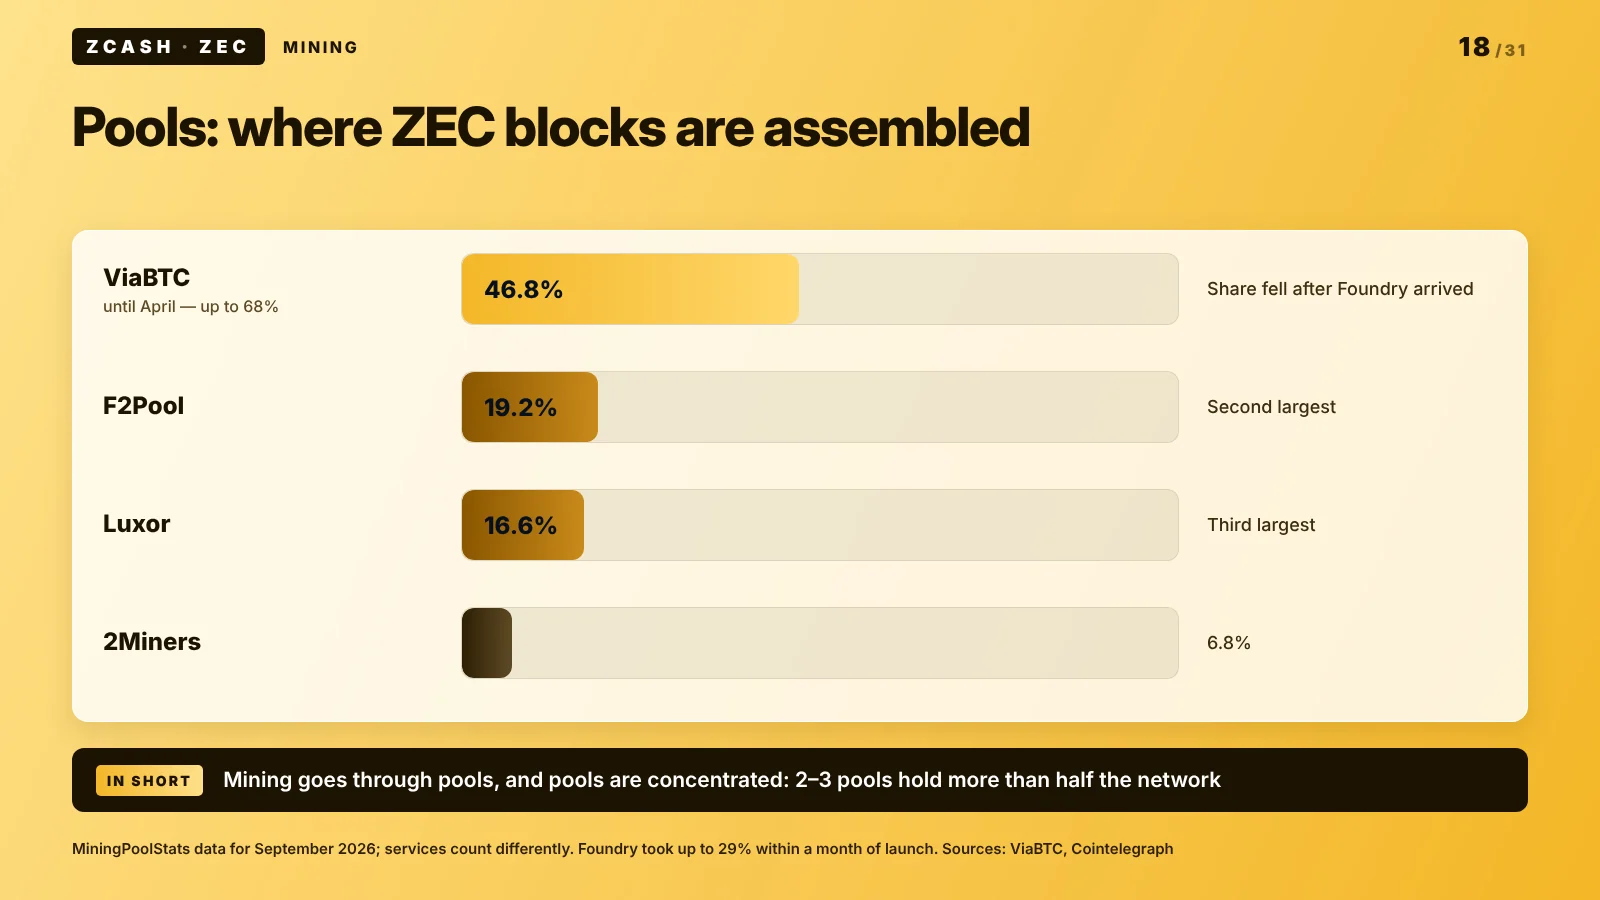 ZCASH · ZEC MINING
18 / 31
Pools: where ZEC blocks are assembled
ViaBTC
until April — up to 68%
46.8%
Share fell after Foundry arrived
F2Pool
19.2%
Second largest
Luxor
16.6%
Third largest
2Miners
6.8%
IN SHORT Mining goes through pools, and pools are concentrated: 2–3 pools hold more than half the network
MiningPoolStats data for September 2026; services count differently. Foundry took up to 29% within a month of launch. Sources: ViaBTC, Cointelegraph